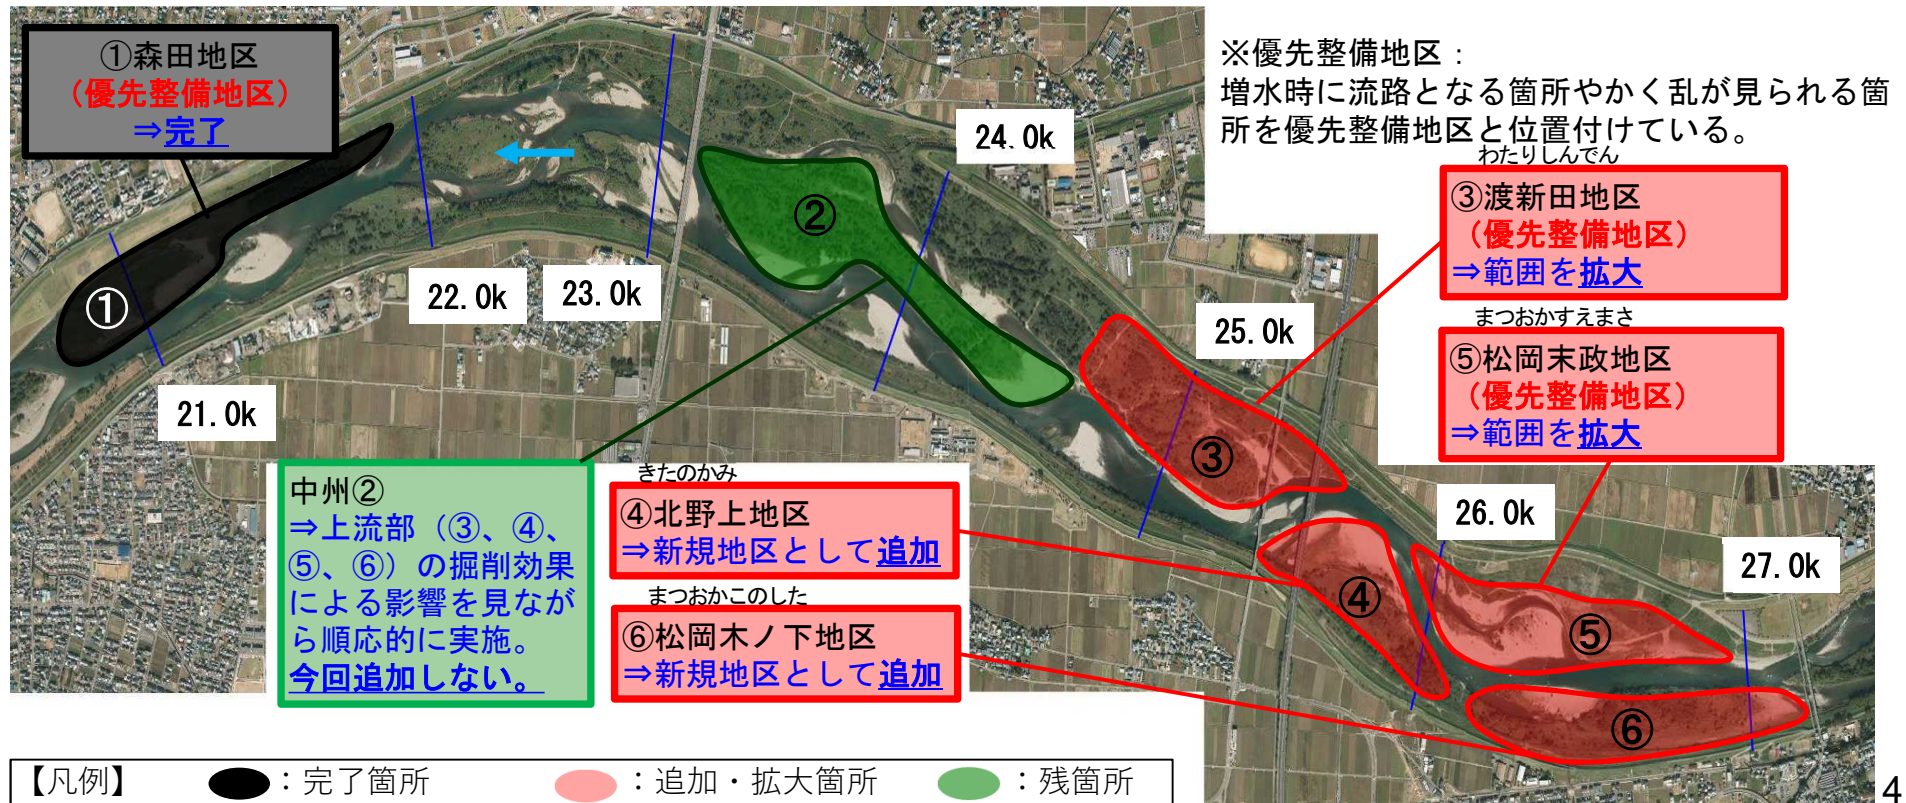 ①森田地区
（優先整備地区）
⇒完了
※優先整備地区：
増水時に流路となる箇所やかく乱が見られる箇
所を優先整備地区と位置付けている。
わたりしんでん
③渡新田地区
（優先整備地区）
⇒範囲を拡大
まつおかすえまさ
⑤松岡末政地区
（優先整備地区）
⇒範囲を拡大
24.0k
②
①
22.0k
23.0k
25.0k
21.0k
③
26.0k
27.0k
中州②
⇒上流部（③、④、
⑤、⑥）の掘削効果
による影響を見なが
ら順応的に実施。
今回追加しない。
きたのかみ
④北野上地区
⇒新規地区として追加
まつおかこのした
⑥松岡木ノ下地区
⇒新規地区として追加
④
⑤
⑥
【凡例】 ：完了箇所 ：追加・拡大箇所 ：残箇所
4